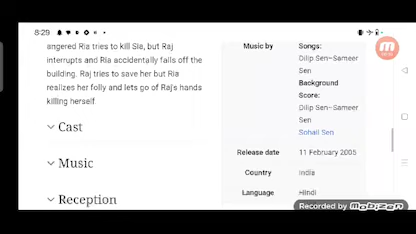 8:29
angered Ria tries to kill Sia, but Raj
interrupts and Ria accidentally falls off the
building. Raj tries to save her but Ria
realizes her folly and lets go of Raj's hands
killing herself.
Cast
Music
Reception
Music by
Songs:
Dilip Sen–Sameer
Sen
Background
Score:
Dilip Sen–Sameer
Sen
Sohail Sen
Release date
11 February 2005
Country
India
Language
Hindi
Recorded by mobizen